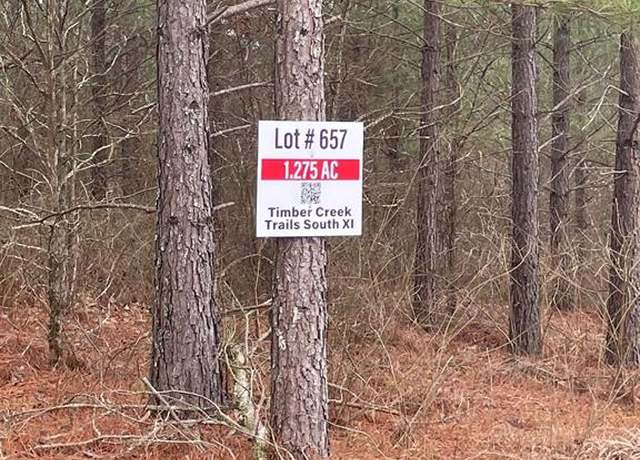 Lot # 657
1.275 AC
Timber Creek
Trails South XI